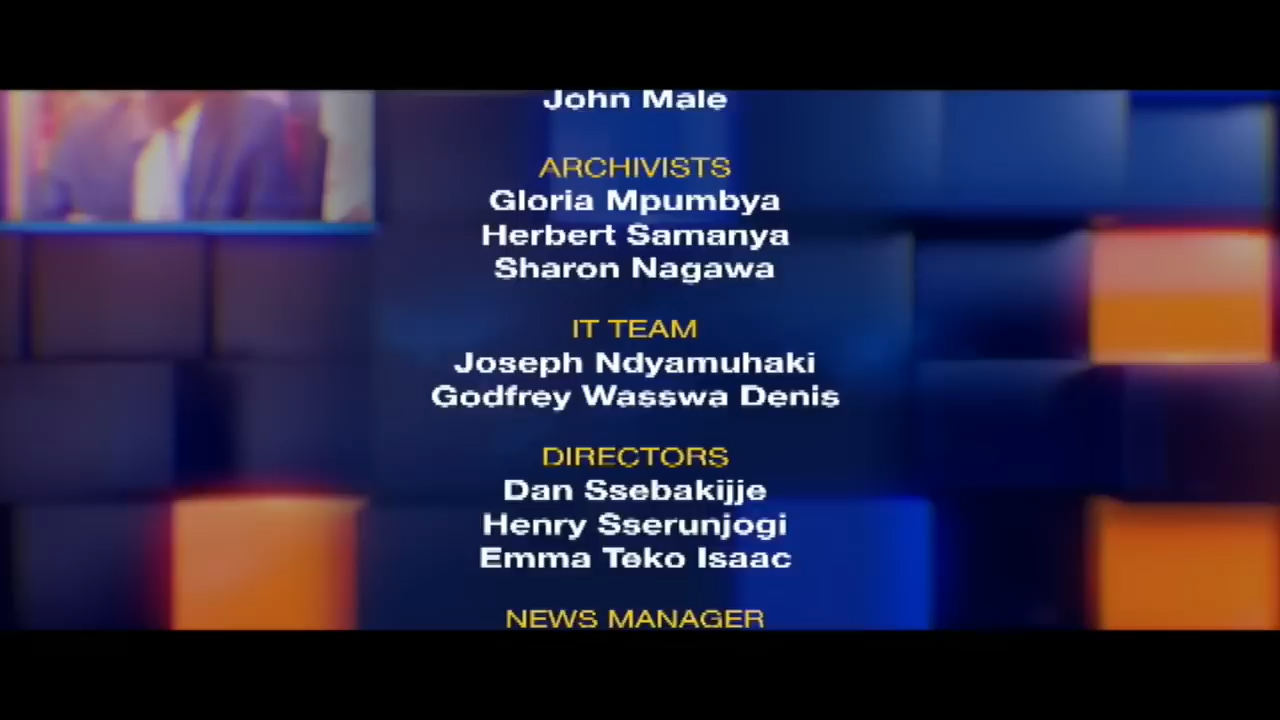 John Male
ARCHIVISTS
Gloria Mpumbya
Herbert Samanya
Sharon Nagawa
IT TEAM
Joseph Ndyamuhaki
Godfrey Wasswa Denis
DIRECTORS
Dan Ssebakijje
Henry Sserunjogi
Emma Teko Isaac
NEWS MANAGER